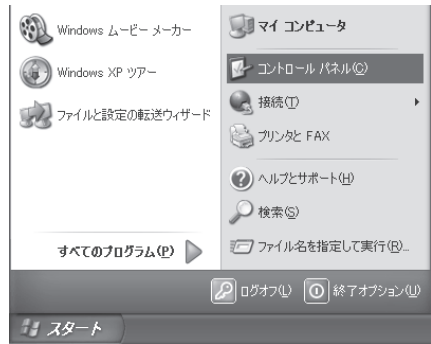 Windows ムービー メーカー
Windows XP ツアー
ファイルと設定の転送ウィザード
すべてのプログラム(P)
マイ コンピュータ
コントロール パネル(C)
接続(T)
プリンタと FAX
ヘルプとサポート(H)
検索(S)
ファイル名を指定して実行(R)...
ログオフ(L)
終了オプション(U)
スタート